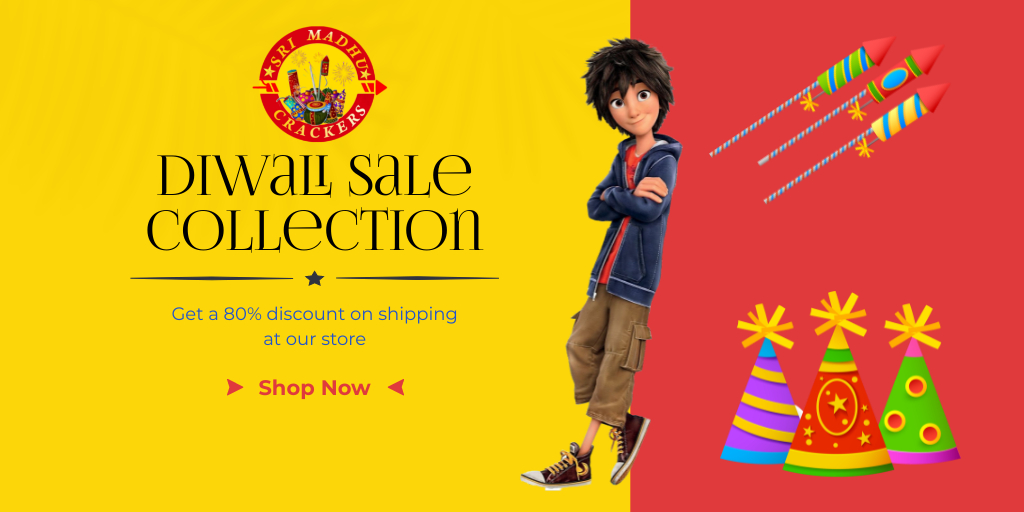 SRI MADHU
CRACKERS
DIWALI SALE
COLLECTION
Get a 80% discount on shipping
at our store
Shop Now